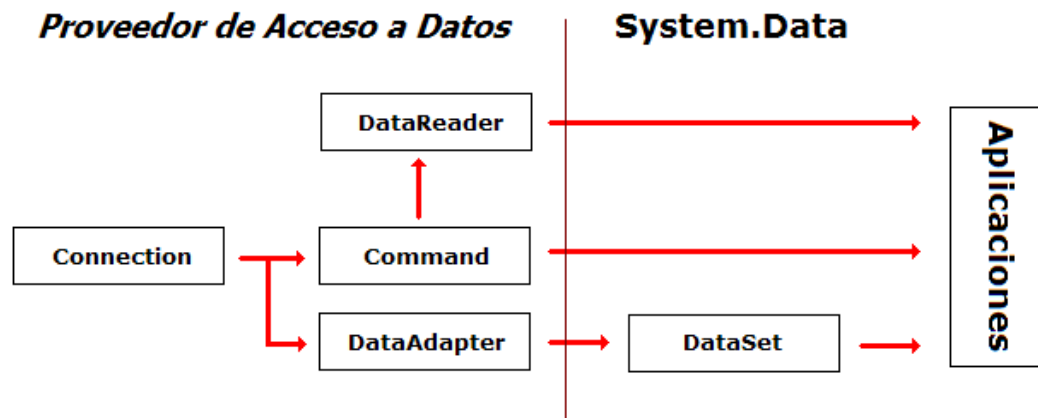 Proveedor de Acceso a Datos
System.Data
DataReader
Connection
Command
DataAdapter
DataSet
Aplicaciones